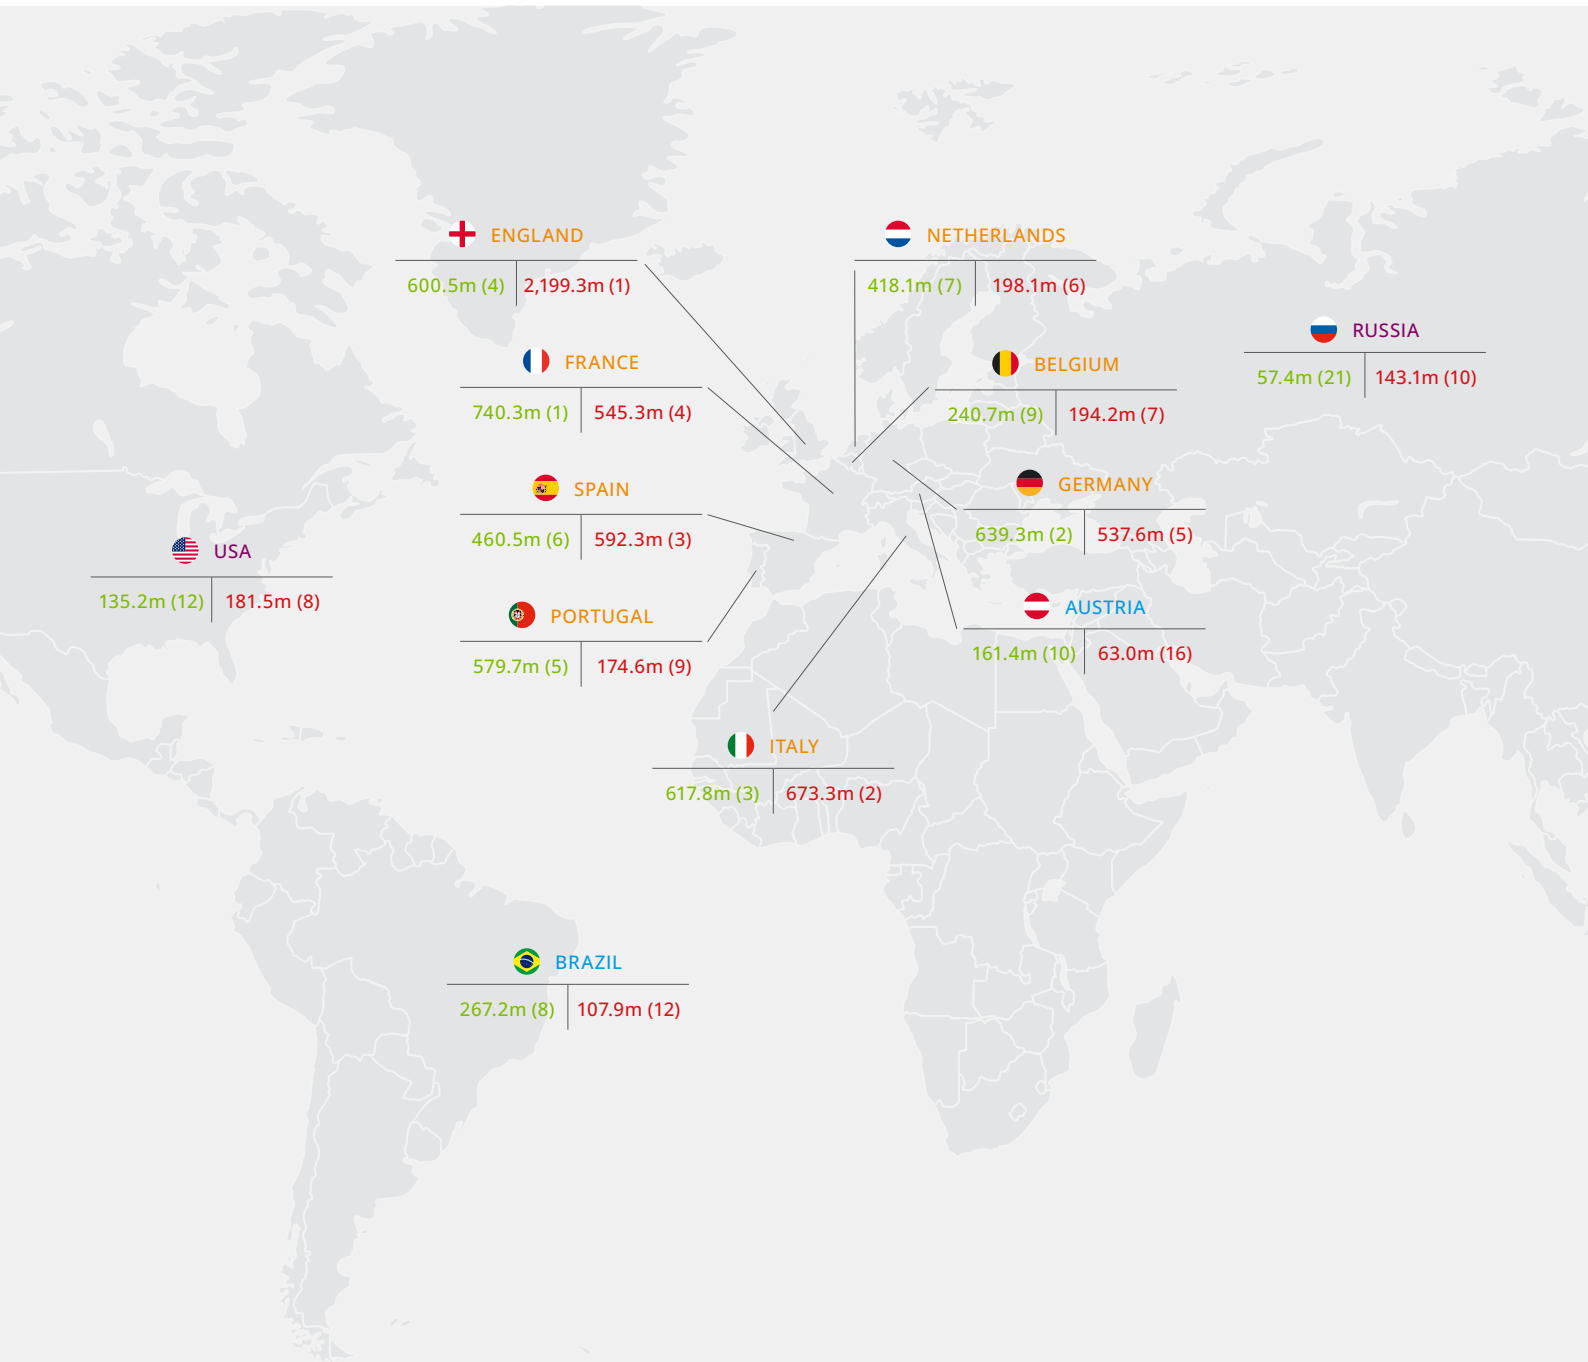 ENGLAND
600.5m (4) 2,199.3m (1)
NETHERLANDS
418.1m (7) 198.1m (6)
RUSSIA
57.4m (21) 143.1m (10)
FRANCE
740.3m (1) 545.3m (4)
BELGIUM
240.7m (9) 194.2m (7)
SPAIN
460.5m (6) 592.3m (3)
GERMANY
639.3m (2) 537.6m (5)
USA
135.2m (12) 181.5m (8)
PORTUGAL
579.7m (5) 174.6m (9)
AUSTRIA
161.4m (10) 63.0m (16)
ITALY
617.8m (3) 673.3m (2)
BRAZIL
267.2m (8) 107.9m (12)